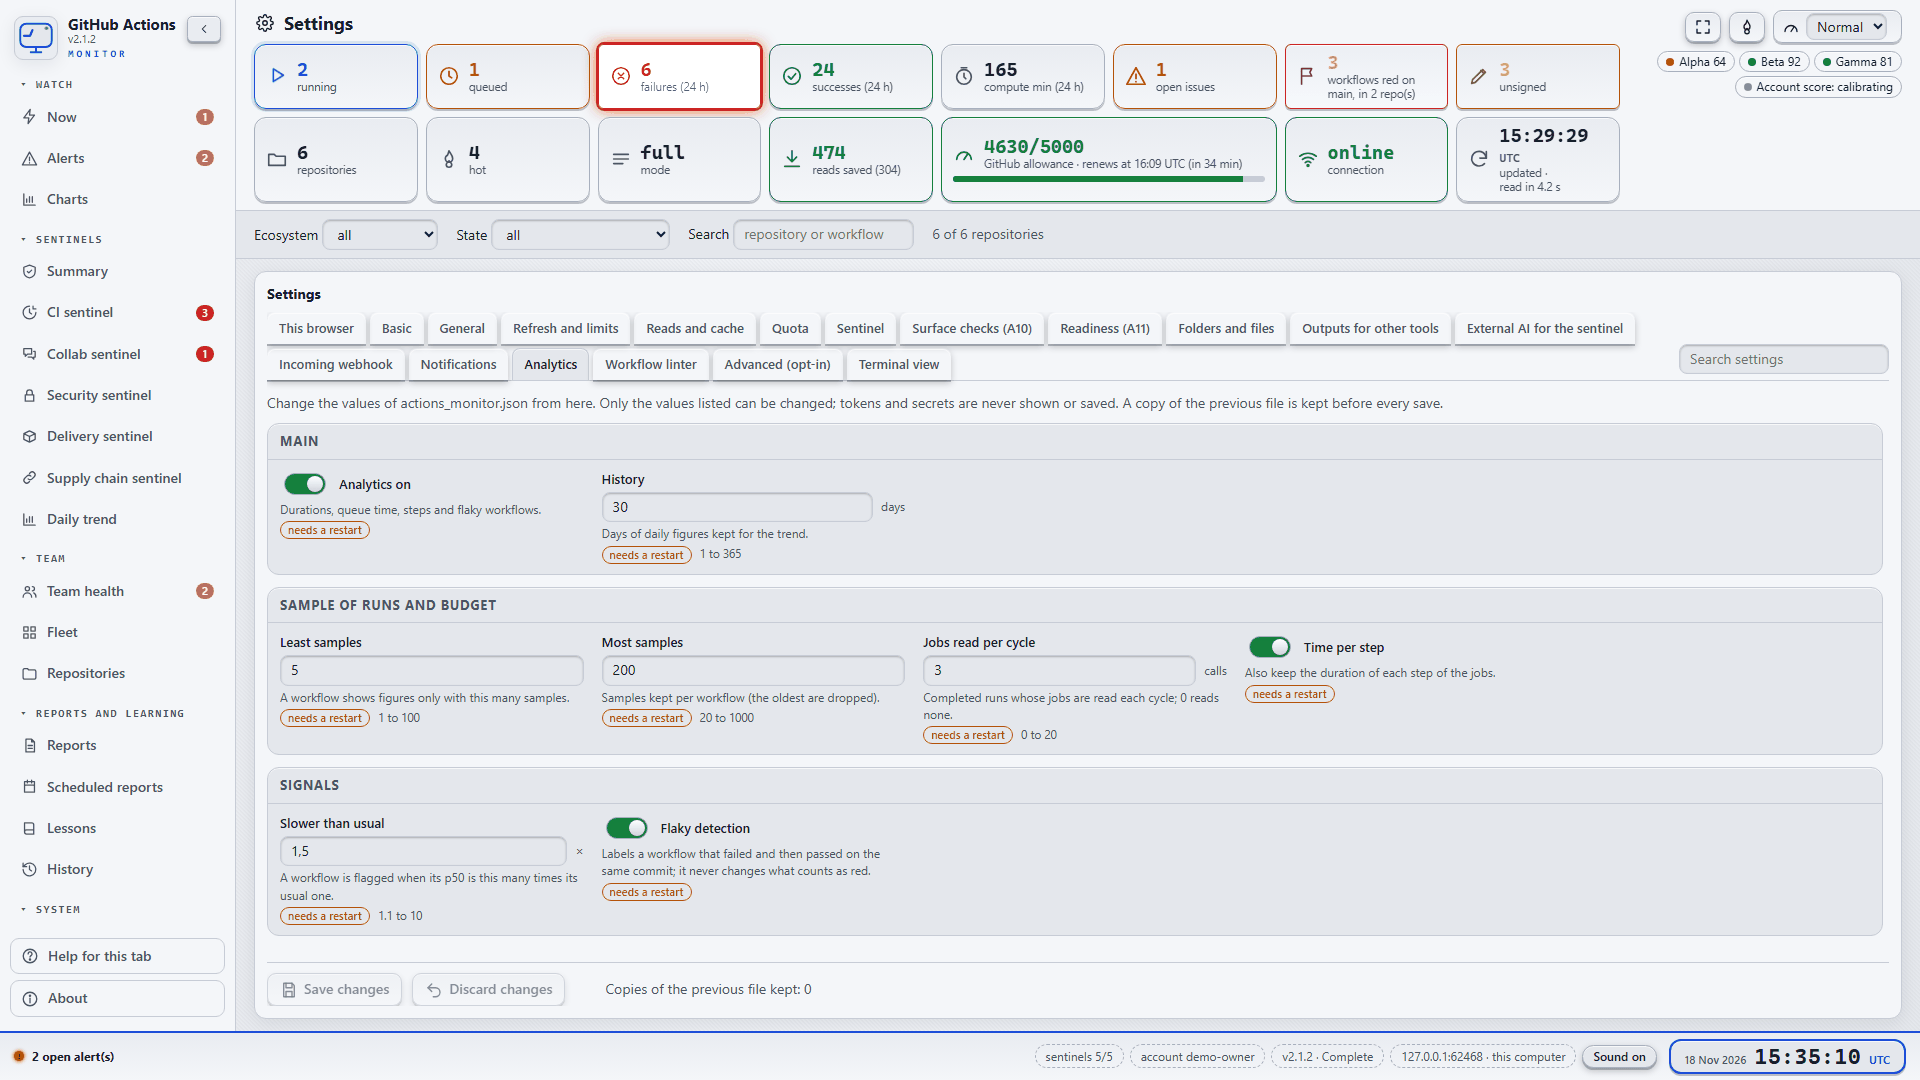 GitHub Actions
v2.1.2
MONITOR
WATCH
Now 1
Alerts 2
Charts
SENTINELS
Summary
CI sentinel 3
Collab sentinel 1
Security sentinel
Delivery sentinel
Supply chain sentinel
Daily trend
TEAM
Team health 2
Fleet
Repositories
REPORTS AND LEARNING
Reports
Scheduled reports
Lessons
History
SYSTEM
Help for this tab
About
Settings
2
running
1
queued
6
failures (24 h)
24
successes (24 h)
165
compute min (24 h)
1
open issues
3
workflows red on
main, in 2 repo(s)
3
unsigned
6
repositories
4
hot
full
mode
474
reads saved (304)
4630/5000
GitHub allowance · renews at 16:09 UTC (in 34 min)
online
connection
15:29:29
UTC
updated ·
read in 4.2 s
Normal
Alpha 64
Beta 92
Gamma 81
Account score: calibrating
Ecosystem all
State all
Search repository or workflow
6 of 6 repositories
Settings
This browser
Basic
General
Refresh and limits
Reads and cache
Quota
Sentinel
Surface checks (A10)
Readiness (A11)
Folders and files
Outputs for other tools
External AI for the sentinel
Incoming webhook
Notifications
Analytics
Workflow linter
Advanced (opt-in)
Terminal view
Search settings
Change the values of actions_monitor.json from here. Only the values listed can be changed; tokens and secrets are never shown or saved. A copy of the previous file is kept before every save.
MAIN
Analytics on
Durations, queue time, steps and flaky workflows.
needs a restart
History
30 days
Days of daily figures kept for the trend.
needs a restart 1 to 365
SAMPLE OF RUNS AND BUDGET
Least samples
5
A workflow shows figures only with this many samples.
needs a restart 1 to 100
Most samples
200
Samples kept per workflow (the oldest are dropped).
needs a restart 20 to 1000
Jobs read per cycle
3 calls
Completed runs whose jobs are read each cycle; 0 reads
none.
needs a restart 0 to 20
Time per step
Also keep the duration of each step of the jobs.
needs a restart
SIGNALS
Slower than usual
1,5 ×
A workflow is flagged when its p50 is this many times its
usual one.
needs a restart 1.1 to 10
Flaky detection
Labels a workflow that failed and then passed on the
same commit; it never changes what counts as red.
needs a restart
Save changes
Discard changes
Copies of the previous file kept: 0
2 open alert(s)
sentinels 5/5
account demo-owner
v2.1.2 · Complete
127.0.0.1:62468 · this computer
Sound on
18 Nov 2026 15:35:10 UTC